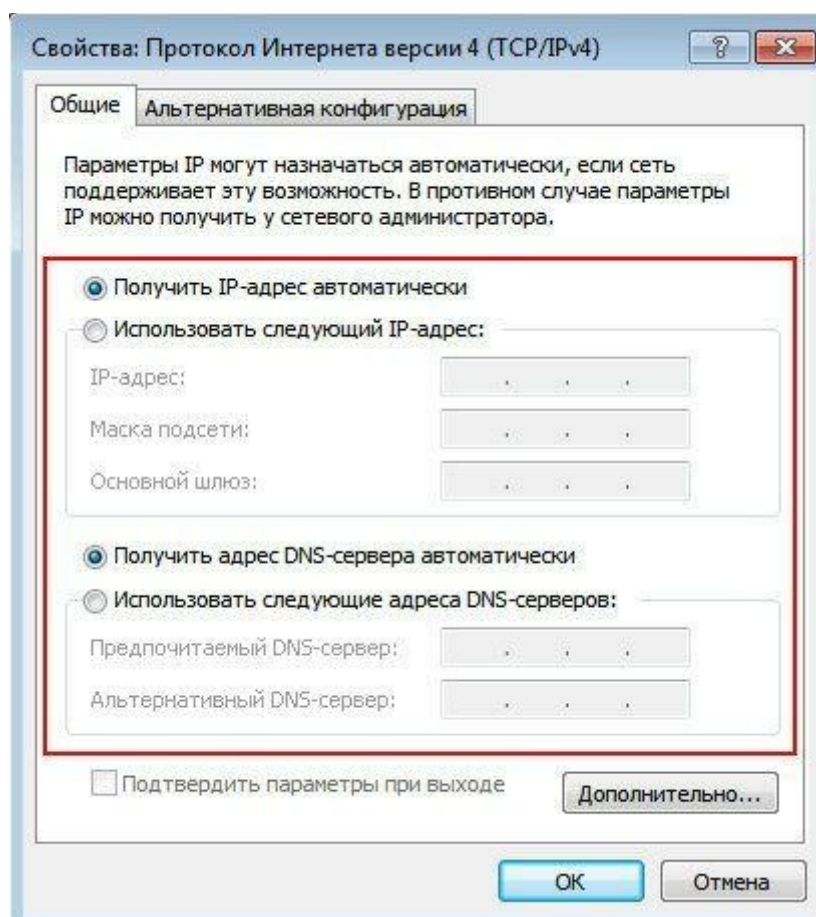 Свойства: Протокол Интернета версии 4 (TCP/IPv4)
Общие
Альтернативная конфигурация
Параметры IP могут назначаться автоматически, если сеть
поддерживает эту возможность. В противном случае параметры
IP можно получить у сетевого администратора.
Получить IP-адрес автоматически
Использовать следующий IP-адрес:
IP-адрес:
Маска подсети:
Основной шлюз:
Получить адрес DNS-сервера автоматически
Использовать следующие адреса DNS-серверов:
Предпочитаемый DNS-сервер:
Альтернативный DNS-сервер:
Подтвердить параметры при выходе
Дополнительно...
ОК
Отмена